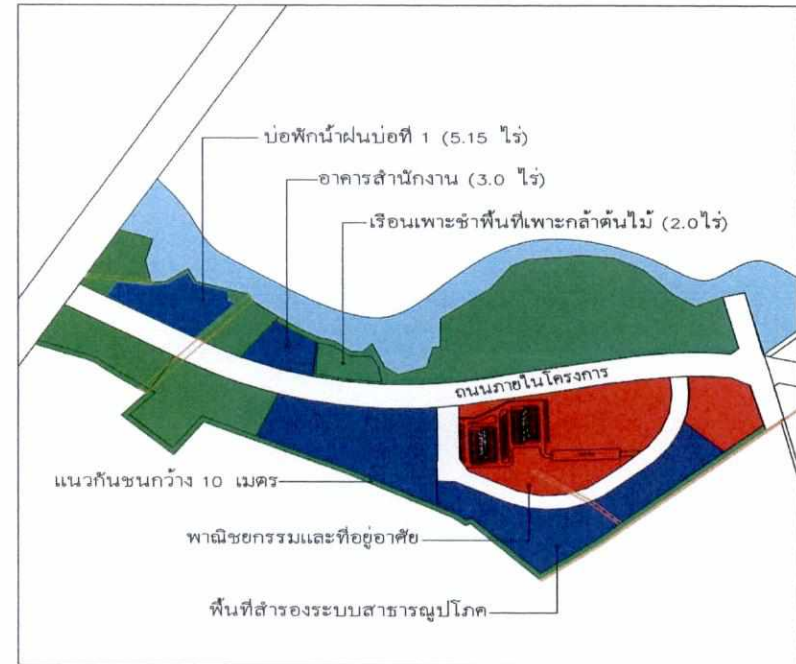 บ่อพักน้ำฝนบ่อที่ 1 (5.15 ไร่)
อาคารสำนักงาน (3.0 ไร่)
เรือนเพาะชำพื้นที่เพาะกล้าต้นไม้ (2.0ไร่)
ถนนภายในโครงการ
แนวกันชนกว้าง 10 เมตร
พาณิชยกรรมและที่อยู่อาศัย
พื้นที่สำรองระบบสาธารณูปโภค